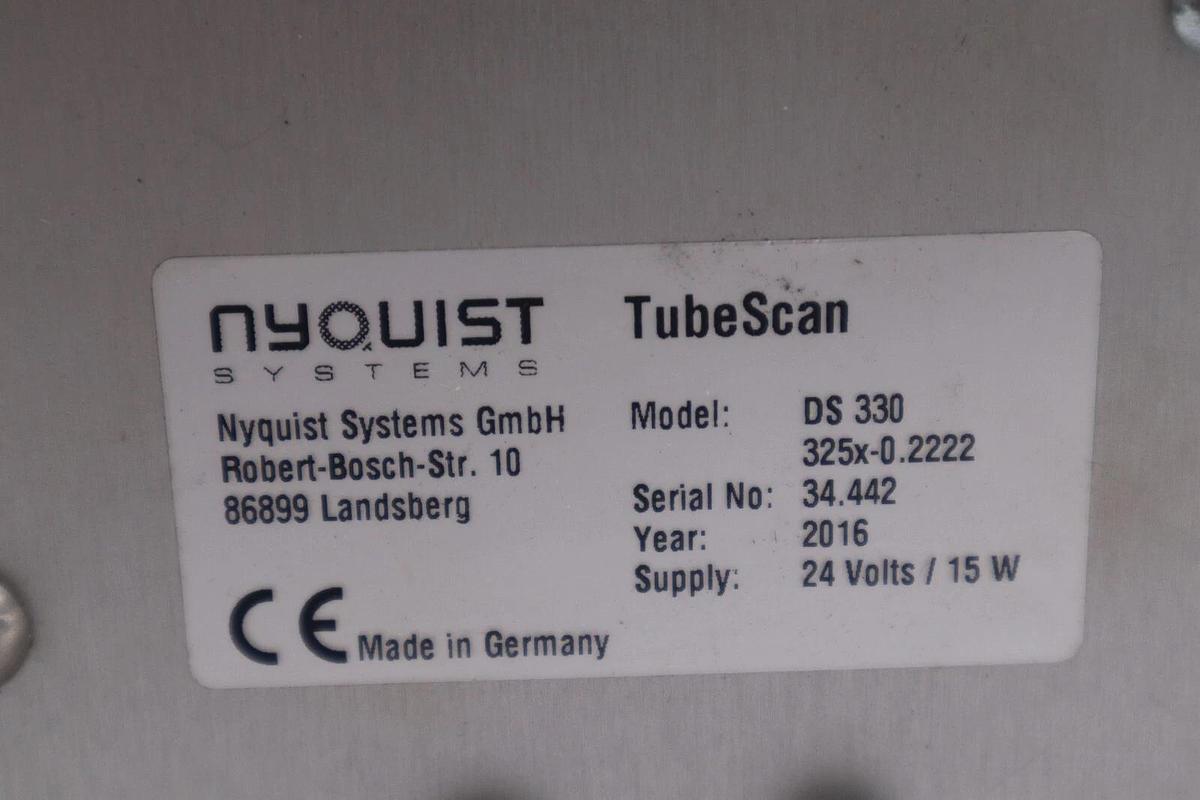 NYQUIST
SYSTEMS
Nyquist Systems GmbH
Robert-Bosch-Str. 10
86899 Landsberg
CE Made in Germany
TubeScan
Model: DS 330
325x-0.2222
Serial No: 34.442
Year: 2016
Supply: 24 Volts / 15 W